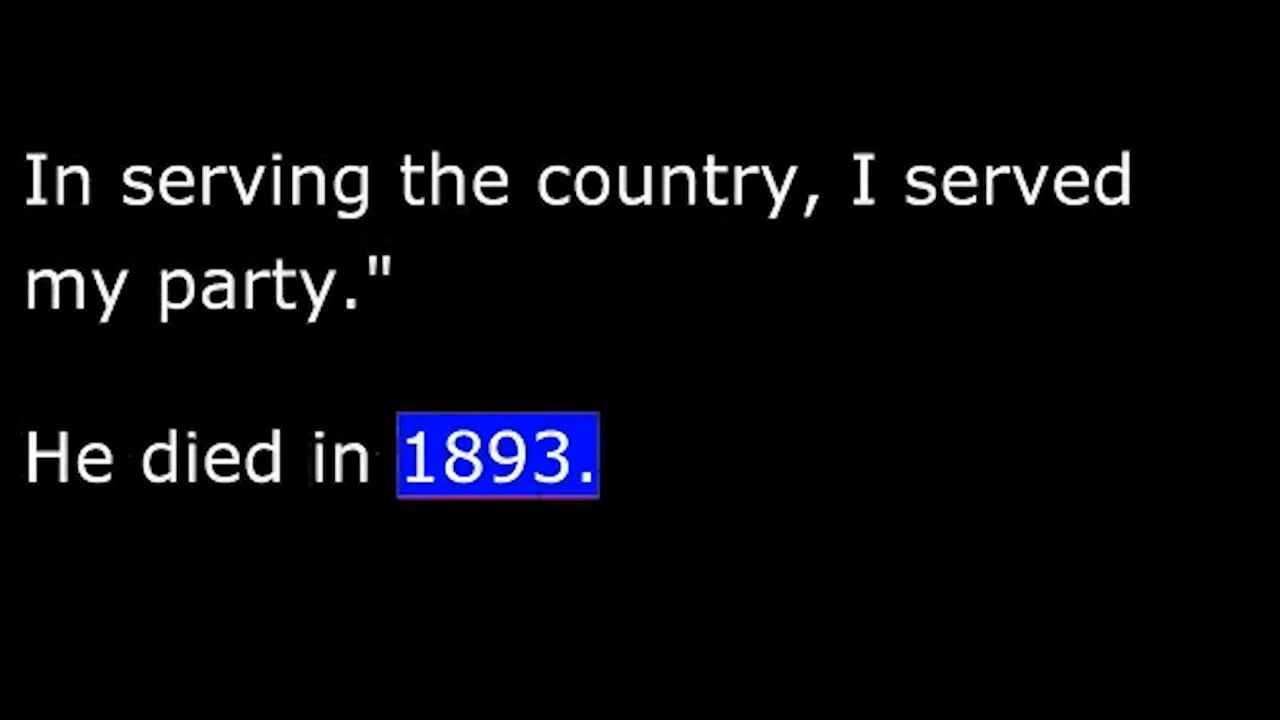 In serving the country, I served
my party."
He died in 1893.